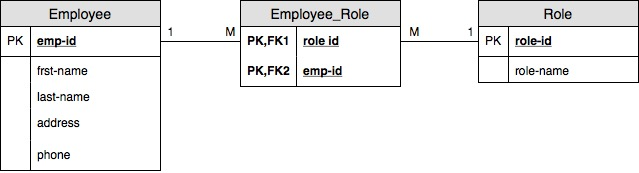 Employee
PK emp-id
frst-name
last-name
address
phone
1 M
Employee_Role
PK,FK1 role id
PK,FK2 emp-id
M 1
Role
PK role-id
role-name